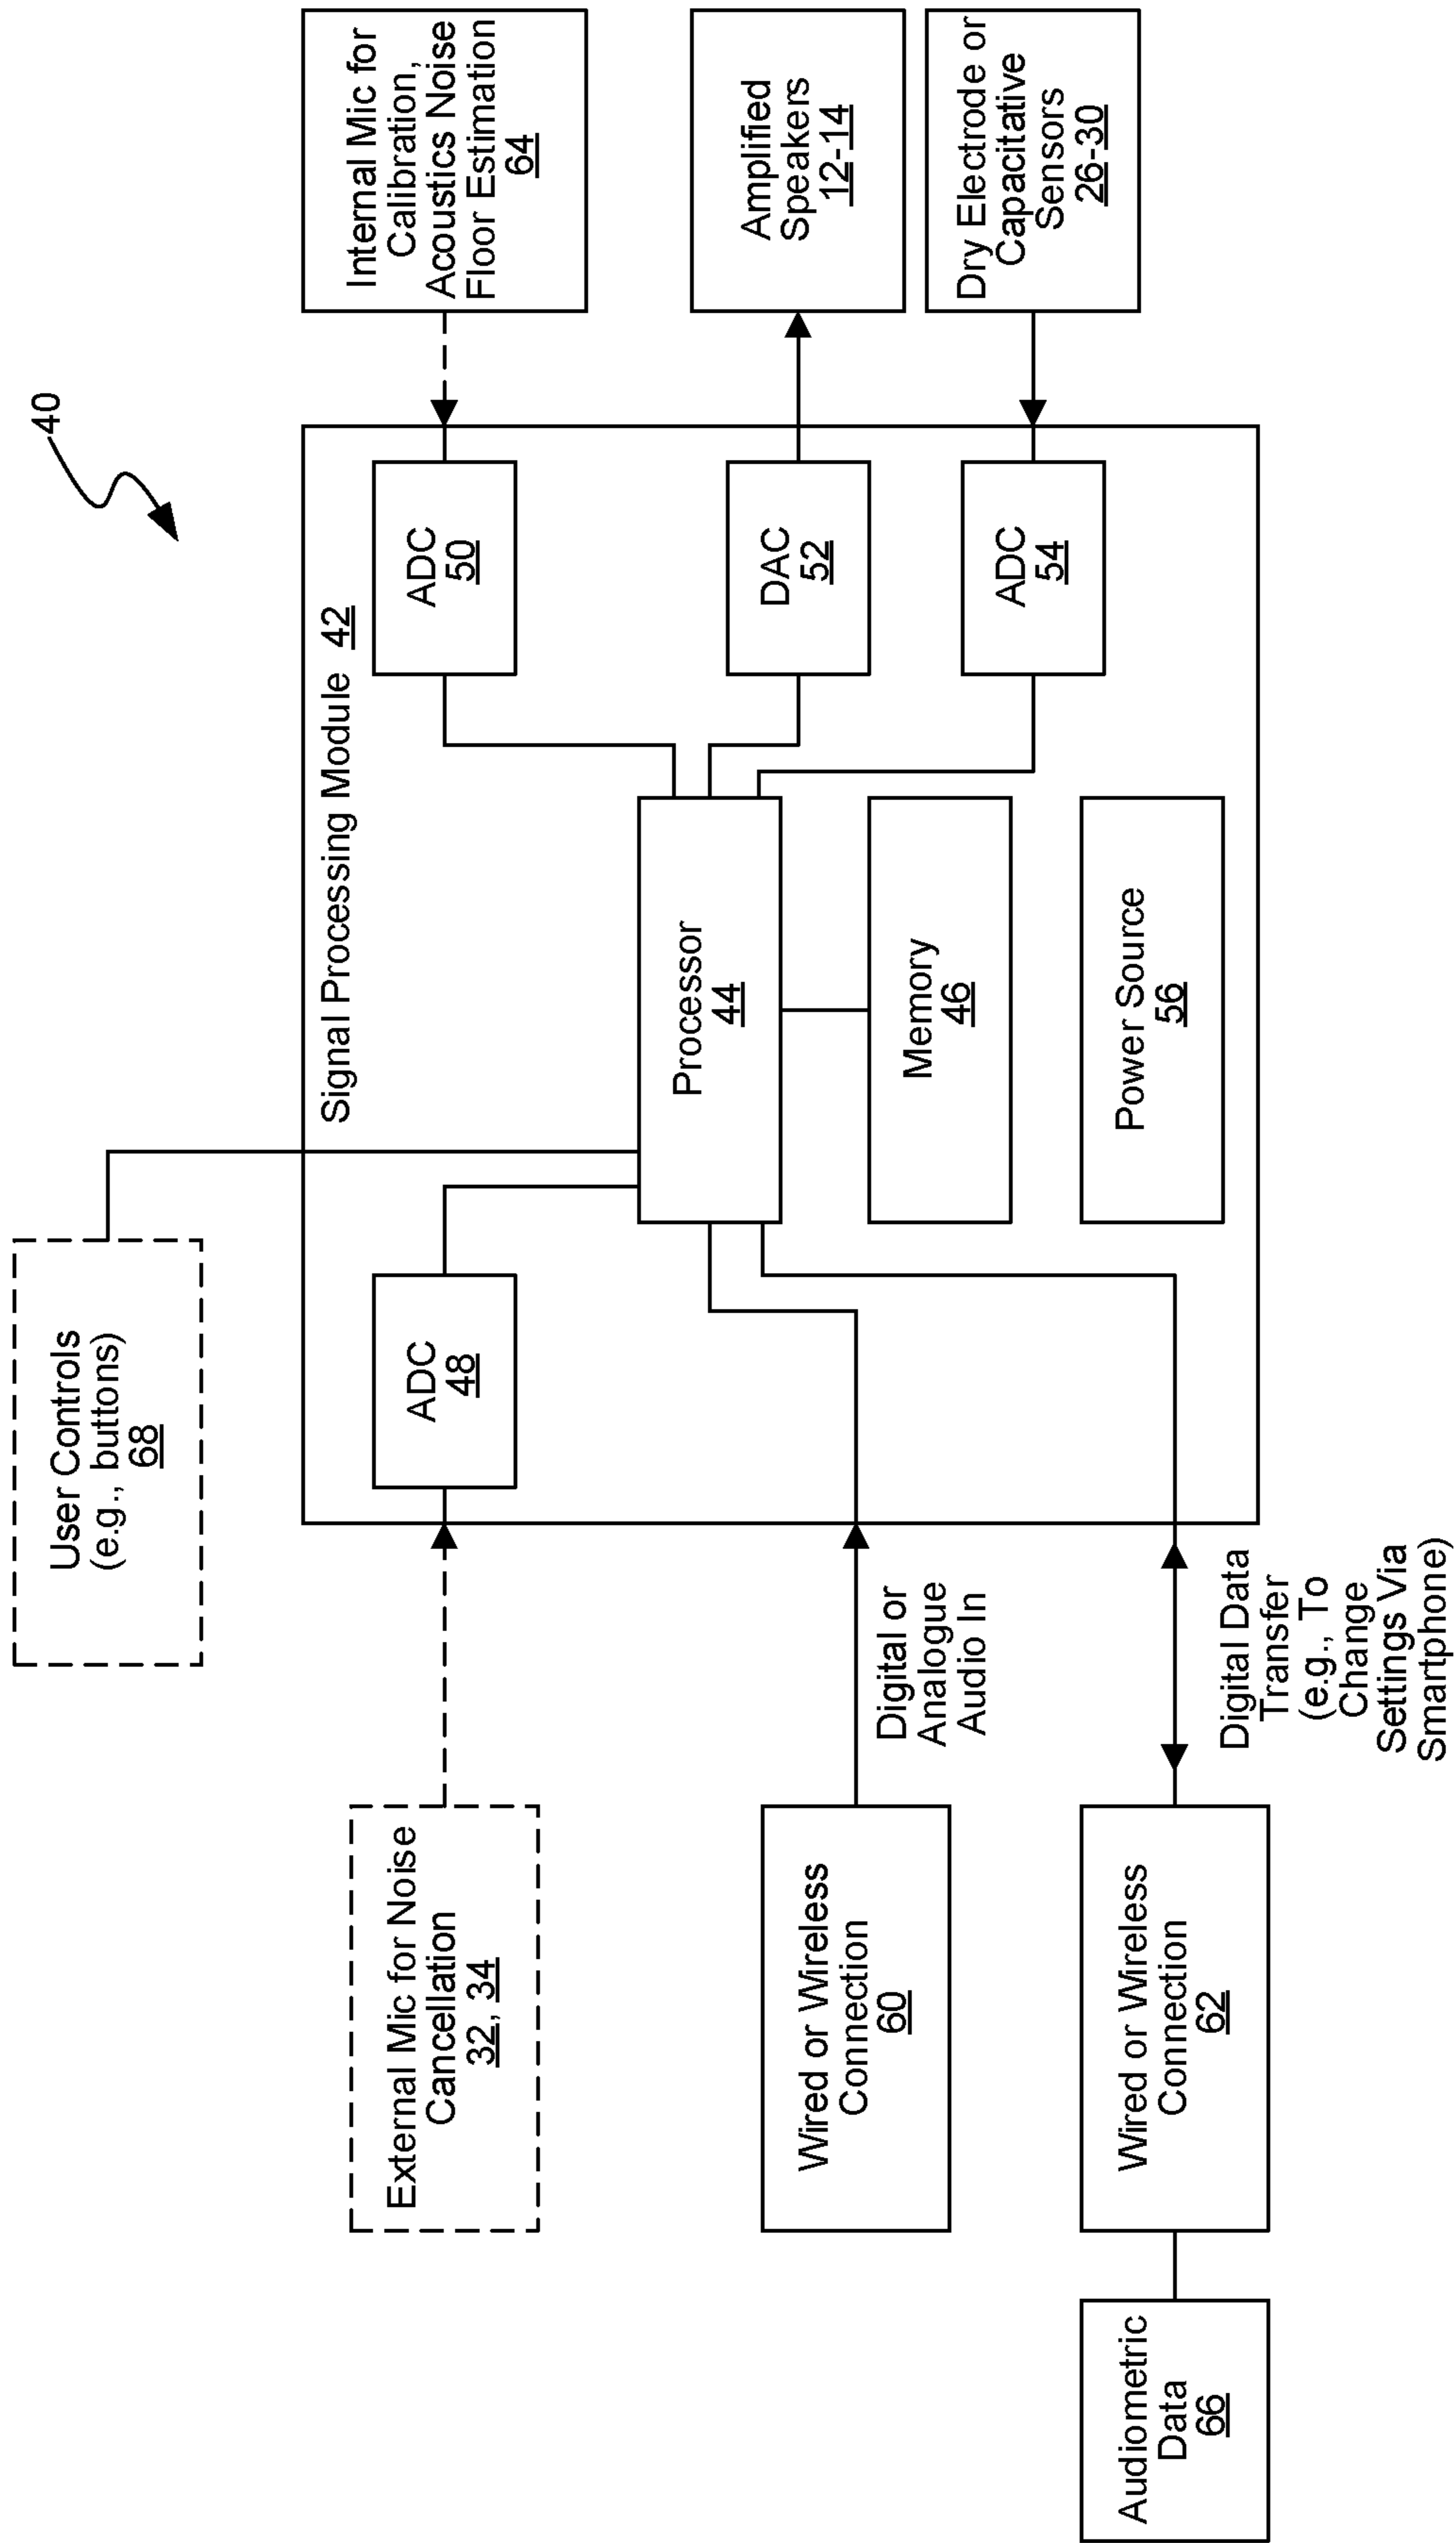 40
User Controls
(e.g., buttons)
68
Signal Processing Module 42
External Mic for Noise
Cancellation
32, 34
ADC
48
ADC
50
Internal Mic for
Calibration,
Acoustics Noise
Floor Estimation
64
Wired or Wireless
Connection
60
Digital or
Analogue
Audio In
Processor
44
DAC
52
Amplified
Speakers
12-14
Memory
46
ADC
54
Dry Electrode or
Capacitative
Sensors
26-30
Audiometric
Data
66
Wired or Wireless
Connection
62
Digital Data
Transfer
(e.g., To
Change
Settings Via
Smartphone)
Power Source
56